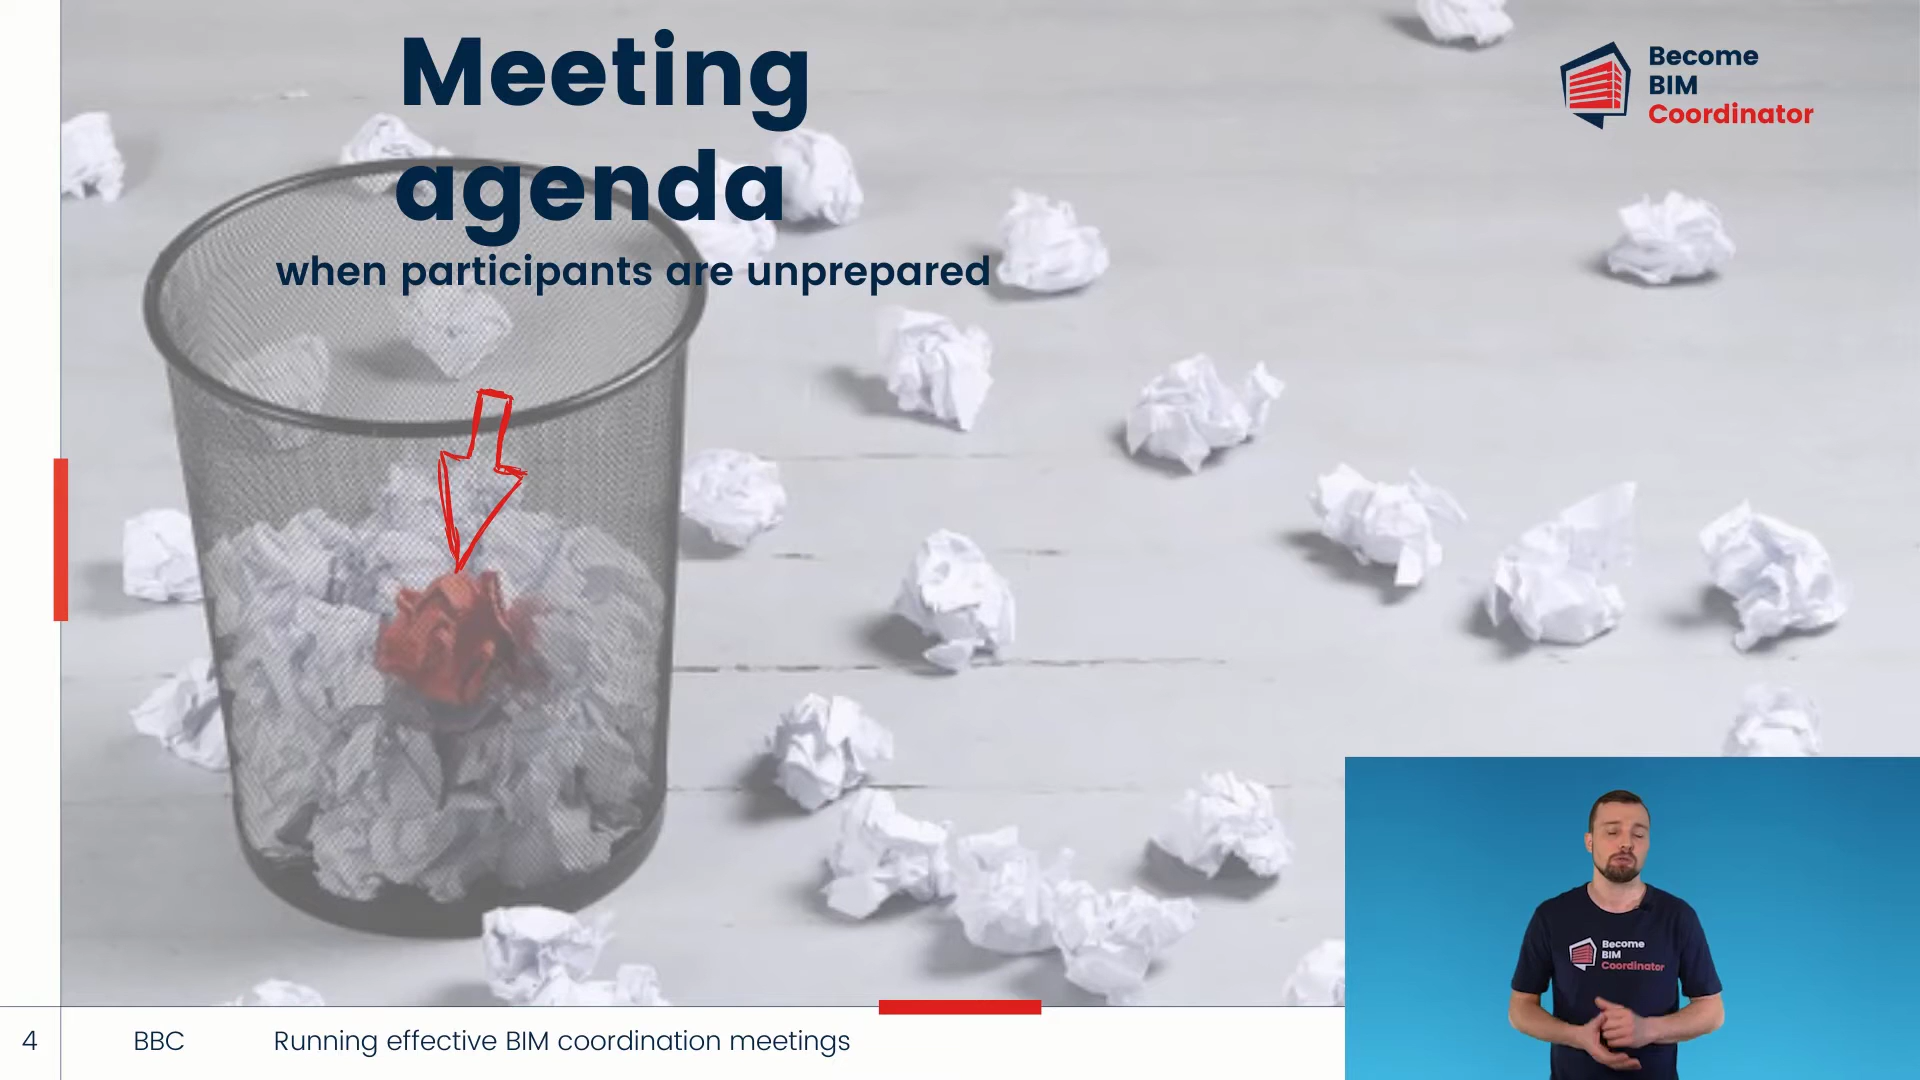 Meeting
agenda
when participants are unprepared
Become
BIM
Coordinator
Become
BIM
Coordinator
4
BBC
Running effective BIM coordination meetings